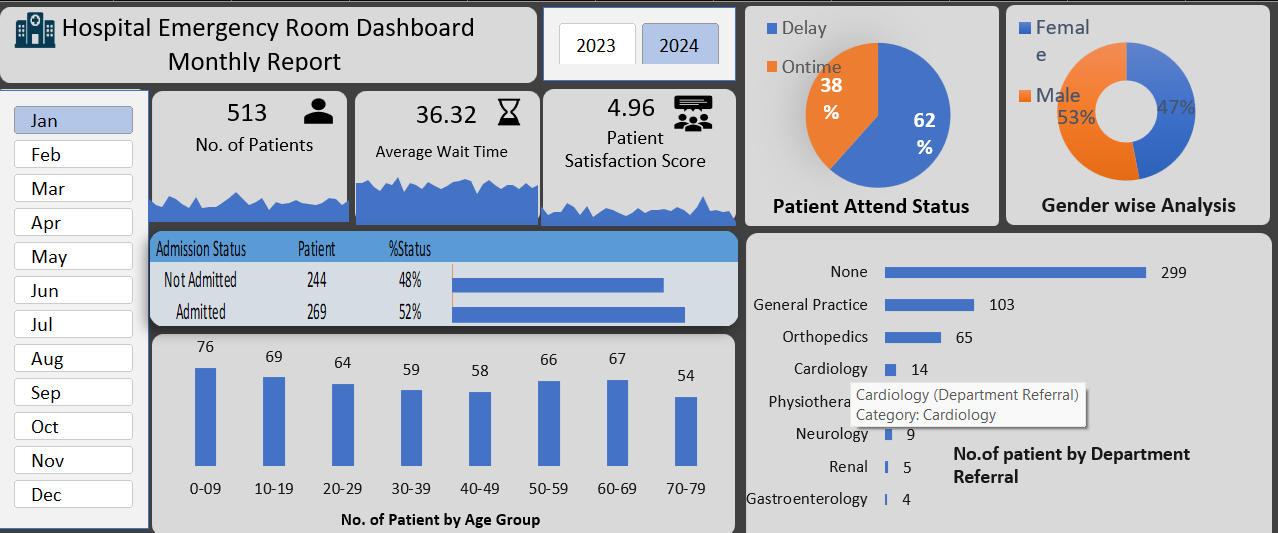 Hospital Emergency Room Dashboard
Monthly Report
2023
2024
Jan
Feb
Mar
Apr
May
Jun
Jul
Aug
Sep
Oct
Nov
Dec
513
No. of Patients
36.32
Average Wait Time
4.96
Patient
Satisfaction Score
Delay
Ontime
38
%
62
%
Patient Attend Status
Femal
e
Male
53%
47%
Gender wise Analysis
Admission Status Patient %Status
Not Admitted 244 48%
Admitted 269 52%
76 69 64 59 58 66 67 54
0-09 10-19 20-29 30-39 40-49 50-59 60-69 70-79
No. of Patient by Age Group
None 299
General Practice 103
Orthopedics 65
Cardiology 14
Cardiology (Department Referral)
Category: Cardiology
Neurology 9
Renal 5
Gastroenterology 4
No.of patient by Department
Referral